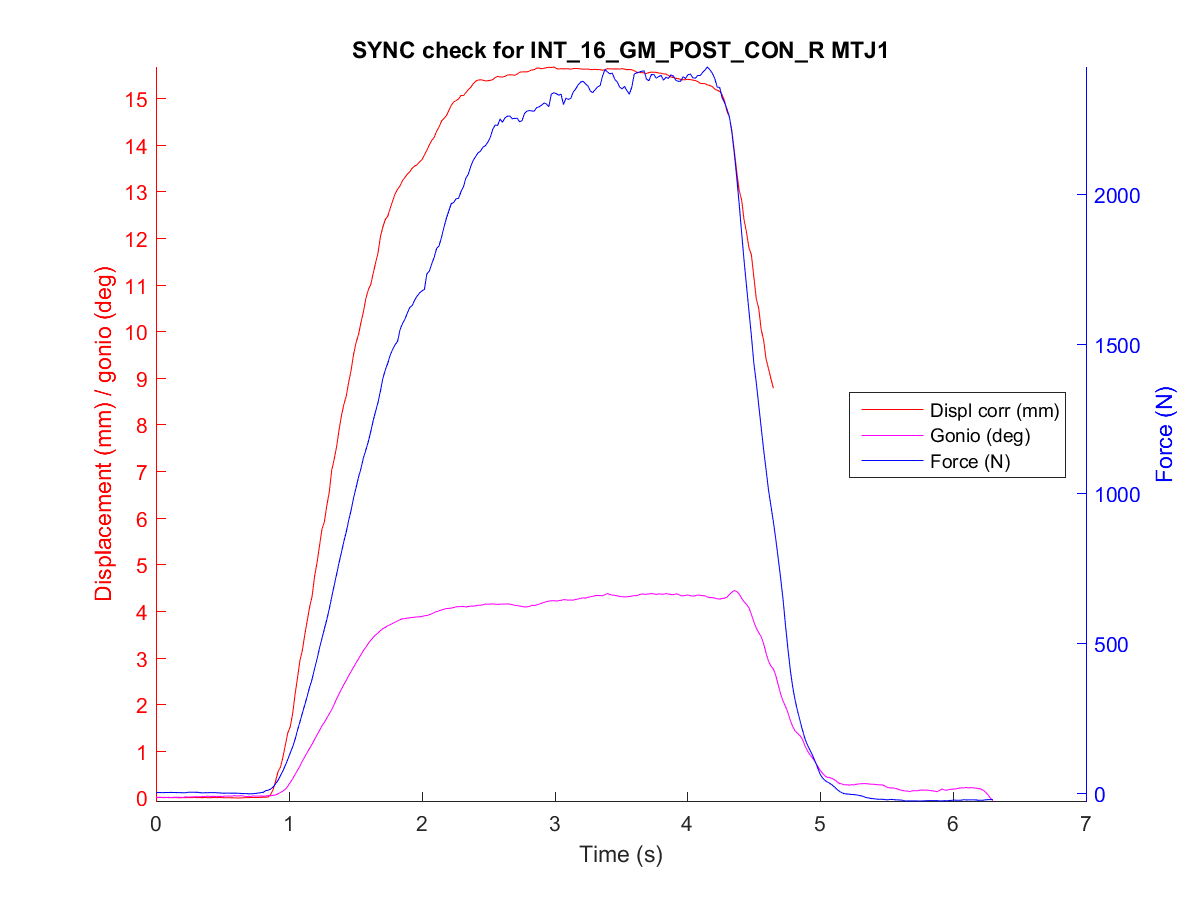 SYNC check for INT_16_GM_POST_CON_R MTJ1
Displacement (mm) / gonio (deg)
15
14
13
12
11
10
9
8
7
6
5
4
3
2
1
0
2000
1500
1000
500
0
Force (N)
Displ corr (mm)
Gonio (deg)
Force (N)
0 1 2 3 4 5 6 7
Time (s)